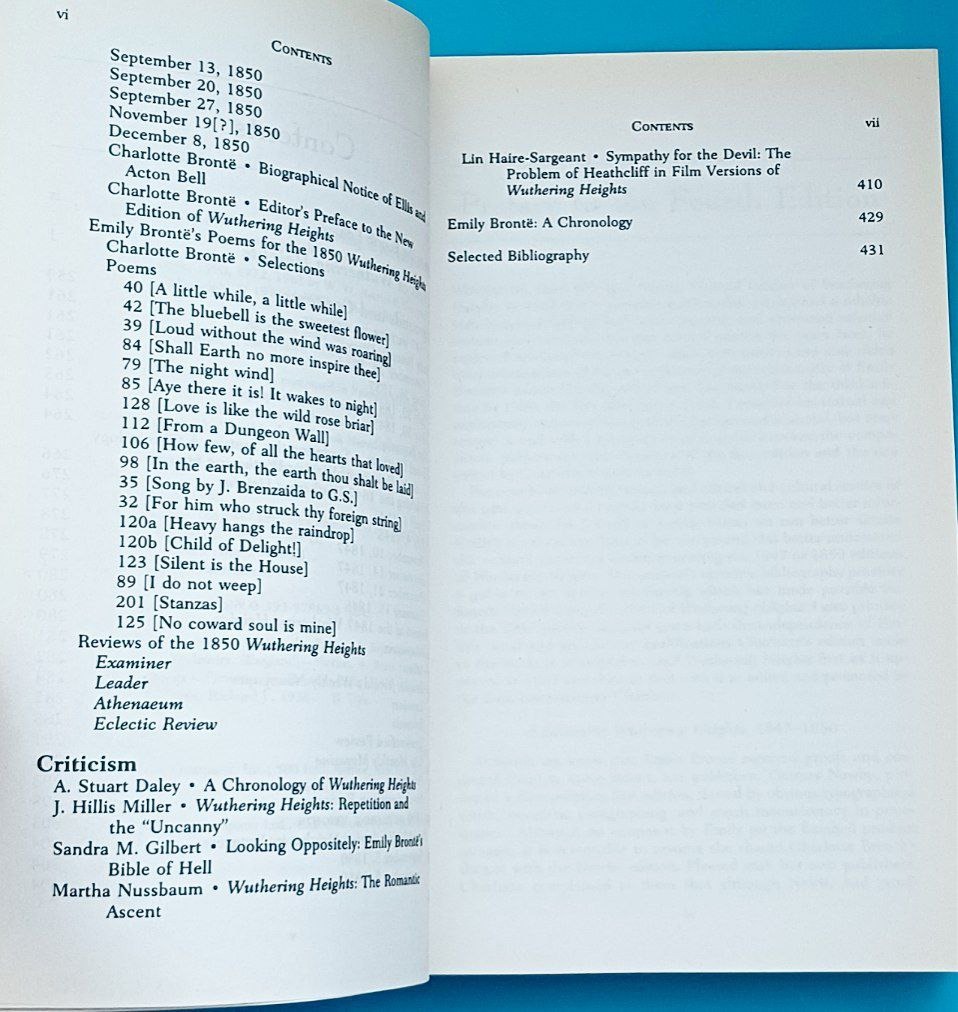 vi
CONTENTS
September 13, 1850
September 20, 1850
September 27, 1850
November 19[?], 1850
December 8, 1850
Charlotte Brontë • Biographical Notice of Ellis and
Acton Bell
Charlotte Brontë • Editor's Preface to the New
Edition of Wuthering Heights
Emily Brontë's Poems for the 1850 Wuthering Heights
Charlotte Brontë • Selections
Poems
40 [A little while, a little while]
42 [The bluebell is the sweetest flower]
39 [Loud without the wind was roaring]
84 [Shall Earth no more inspire thee]
79 [The night wind]
85 [Aye there it is! It wakes to night]
128 [Love is like the wild rose briar]
112 [From a Dungeon Wall]
106 [How few, of all the hearts that loved]
98 [In the earth, the earth thou shalt be laid]
35 [Song by J. Brenzaida to G.S.]
32 [For him who struck thy foreign string]
120a [Heavy hangs the raindrop]
120b [Child of Delight!]
123 [Silent is the House]
89 [I do not weep]
201 [Stanzas]
125 [No coward soul is mine]
Reviews of the 1850 Wuthering Heights
Examiner
Leader
Athenaeum
Eclectic Review
Criticism
A. Stuart Daley • A Chronology of Wuthering Heights
J. Hillis Miller • Wuthering Heights: Repetition and
the “Uncanny”
Sandra M. Gilbert • Looking Oppositely: Emily Brontë's
Bible of Hell
Martha Nussbaum • Wuthering Heights: The Romantic
Ascent
CONTENTS vii
Lin Haire-Sargeant • Sympathy for the Devil: The
Problem of Heathcliff in Film Versions of
Wuthering Heights 410
Emily Brontë: A Chronology 429
Selected Bibliography 431